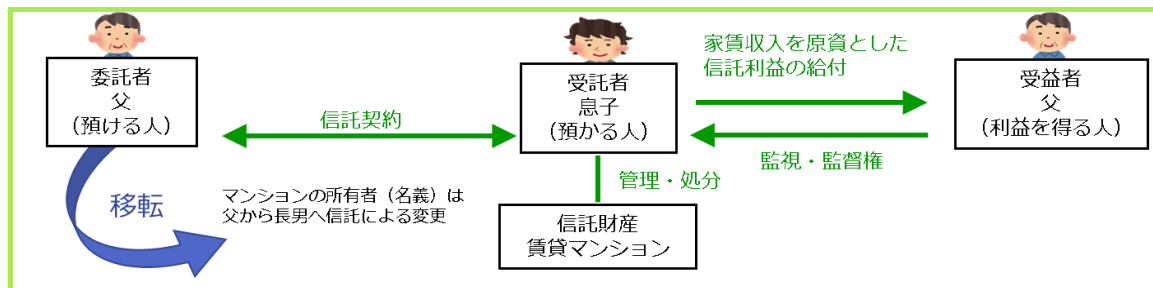 委託者
父
（預ける人）
信託契約
受託者
息子
（預かる人）
家賃収入を原資とした
信託利益の給付
監視・監督権
受益者
父
（利益を得る人）
移転
マンションの所有者（名義）は
父から長男へ信託による変更
管理・処分
信託財産
賃貸マンション